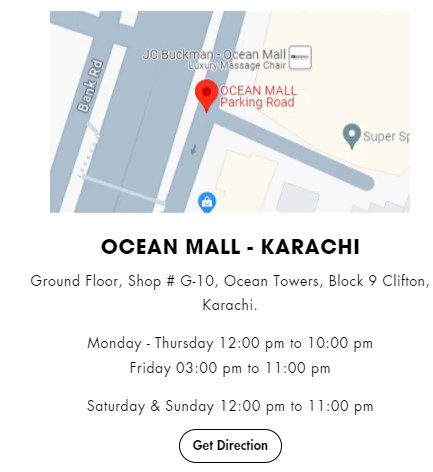 JC Buckman - Ocean Mall
Luxury Massage Chair
Bank Rd
OCEAN MALL
Parking Road
Super Sp
OCEAN MALL - KARACHI
Ground Floor, Shop # G-10, Ocean Towers, Block 9 Clifton,
Karachi.
Monday - Thursday 12:00 pm to 10:00 pm
Friday 03:00 pm to 11:00 pm
Saturday & Sunday 12:00 pm to 11:00 pm
Get Direction